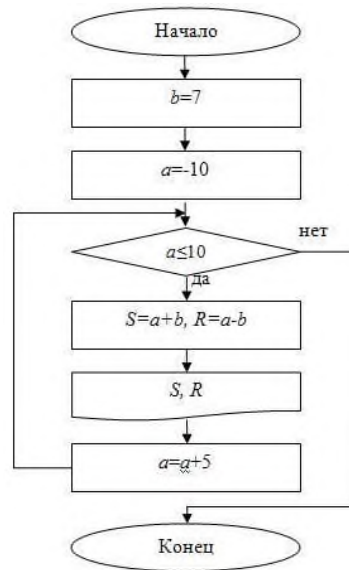 Начало
b=7
a=-10
нет
a≤10
да
S=a+b, R=a-b
S, R
a=a+5
Конец